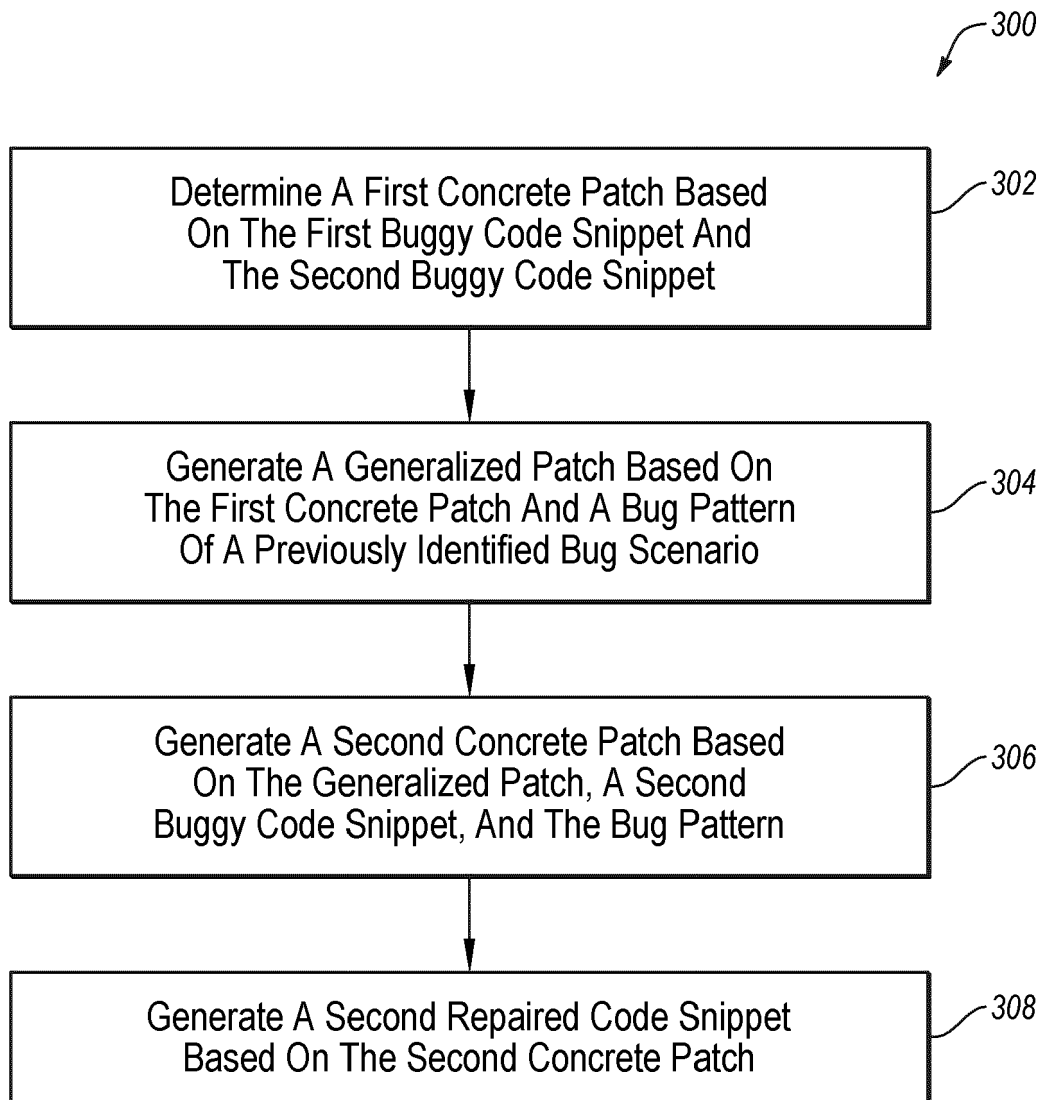 300
Determine A First Concrete Patch Based
On The First Buggy Code Snippet And
The Second Buggy Code Snippet
302
Generate A Generalized Patch Based On
The First Concrete Patch And A Bug Pattern
Of A Previously Identified Bug Scenario
304
Generate A Second Concrete Patch Based
On The Generalized Patch, A Second
Buggy Code Snippet, And The Bug Pattern
306
Generate A Second Repaired Code Snippet
Based On The Second Concrete Patch
308